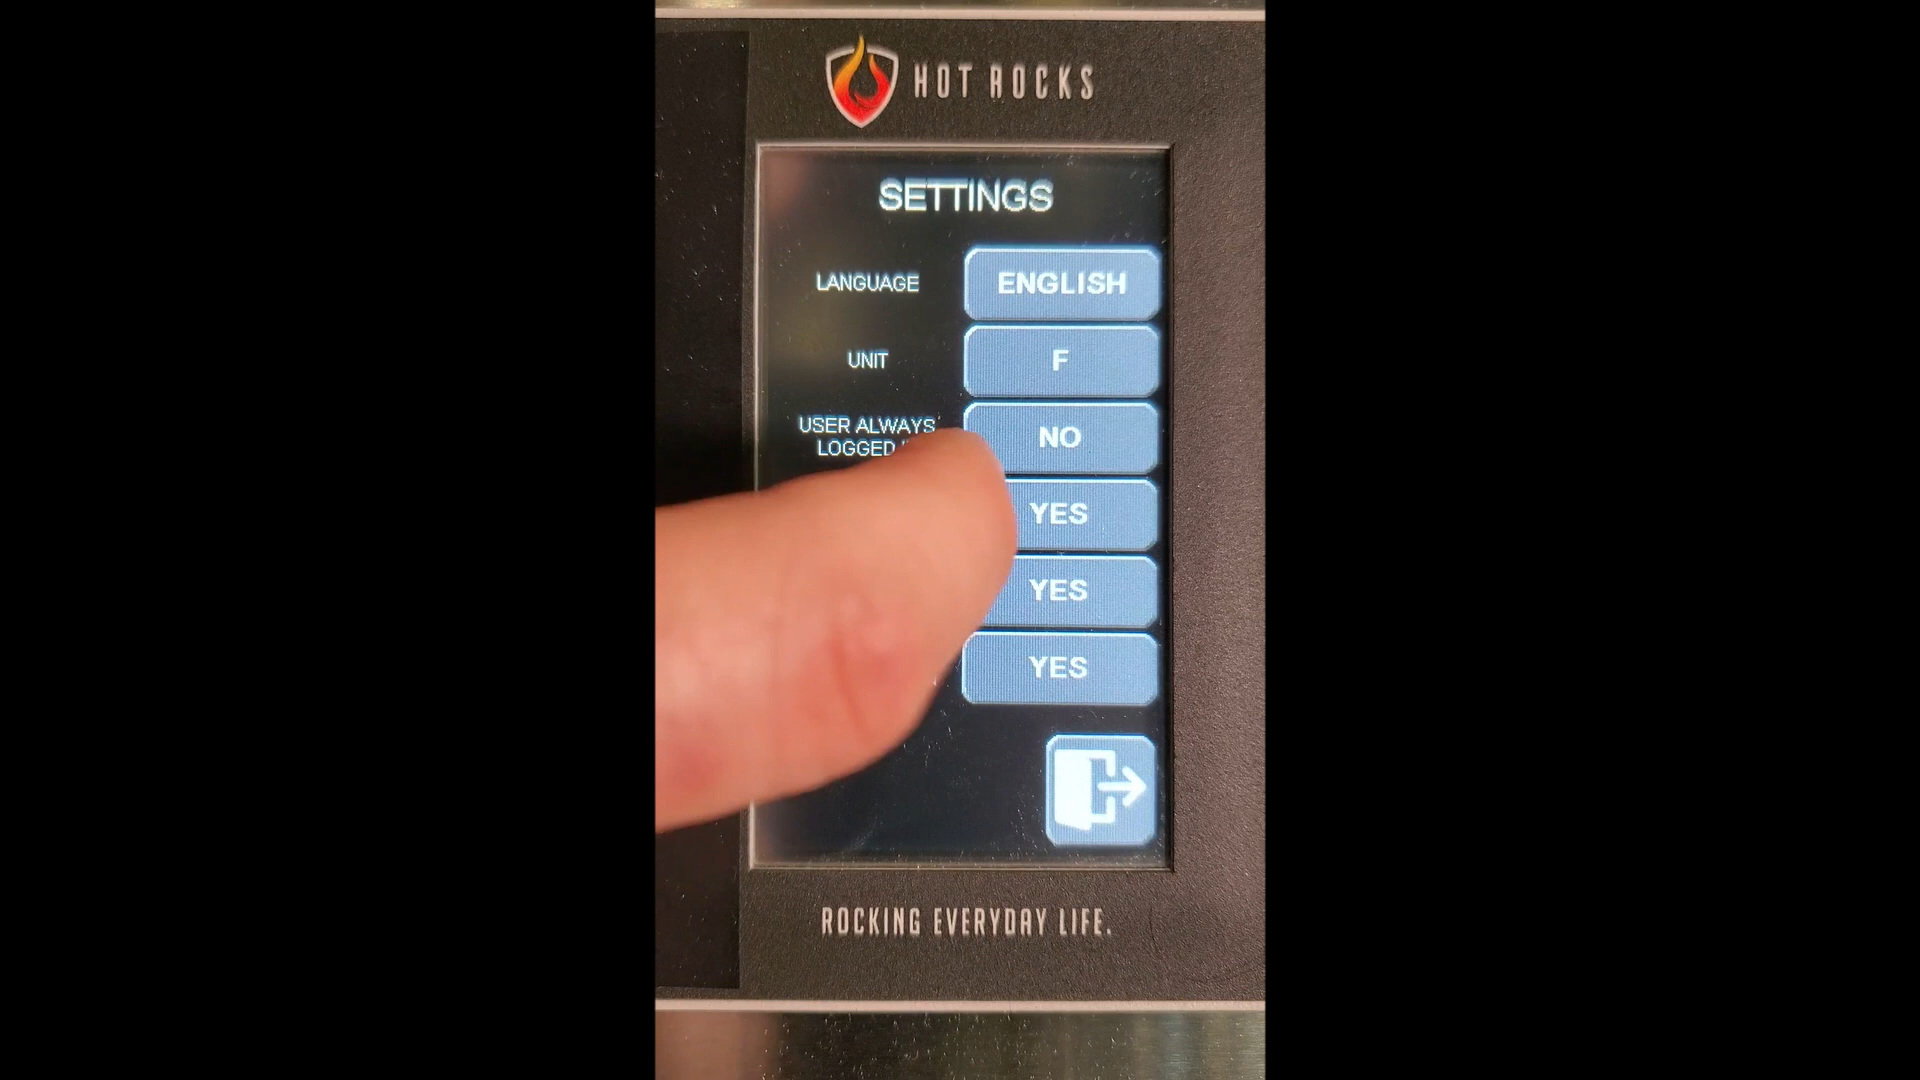 HOT ROCKS
SETTINGS
LANGUAGE
ENGLISH
UNIT
F
USER ALWAYS
LOGGED
NO
YES
YES
YES
ROCKING EVERYDAY LIFE.